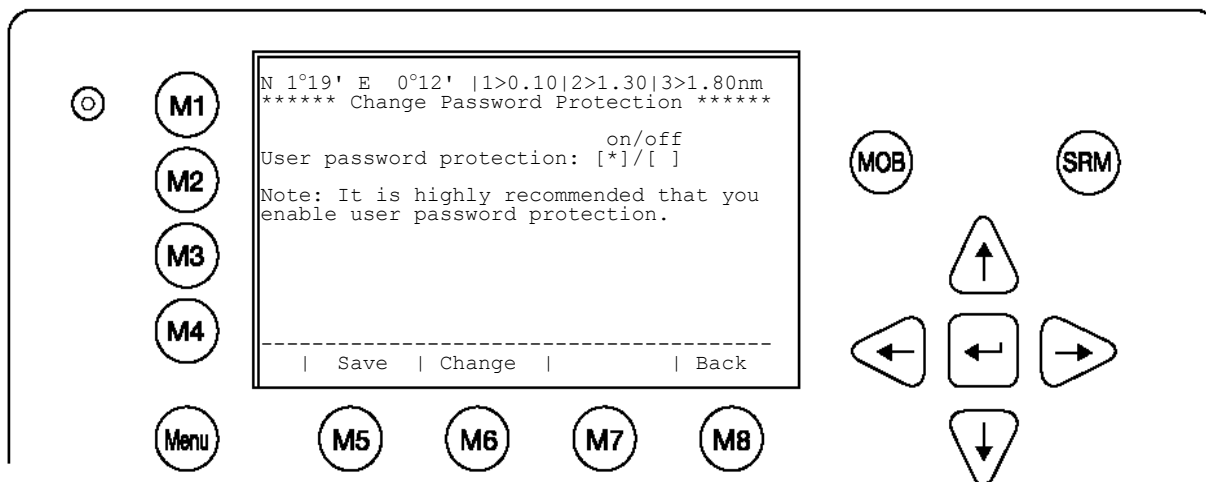 N 1°19' E  0°12' |1>0.10|2>1.30|3>1.80nm
****** Change Password Protection ******
on/off
User password protection: [*]/[ ]
Note: It is highly recommended that you
enable user password protection.
----------------------------------------
| Save | Change | | Back
M1
M2
M3
M4
Menu
M5
M6
M7
M8
MOB
SRM